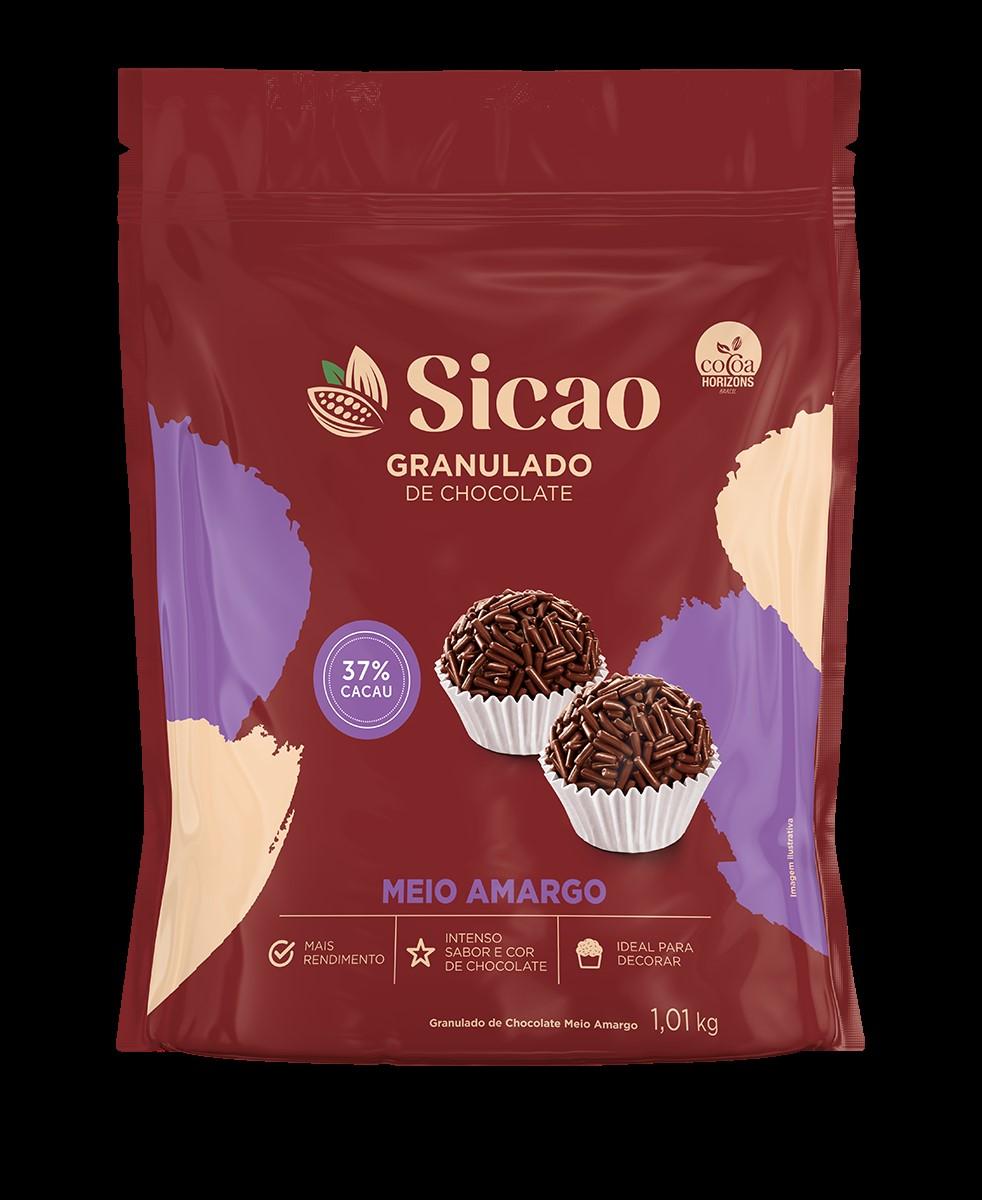 Sicao
cocoa
HORIZONS
BRASIL
GRANULADO
DE CHOCOLATE
37%
CACAU
Imagem ilustrativa
MEIO AMARGO
MAIS
RENDIMENTO
INTENSO
SABOR E COR
DE CHOCOLATE
IDEAL PARA
DECORAR
Granulado de Chocolate Meio Amargo 1,01 kg